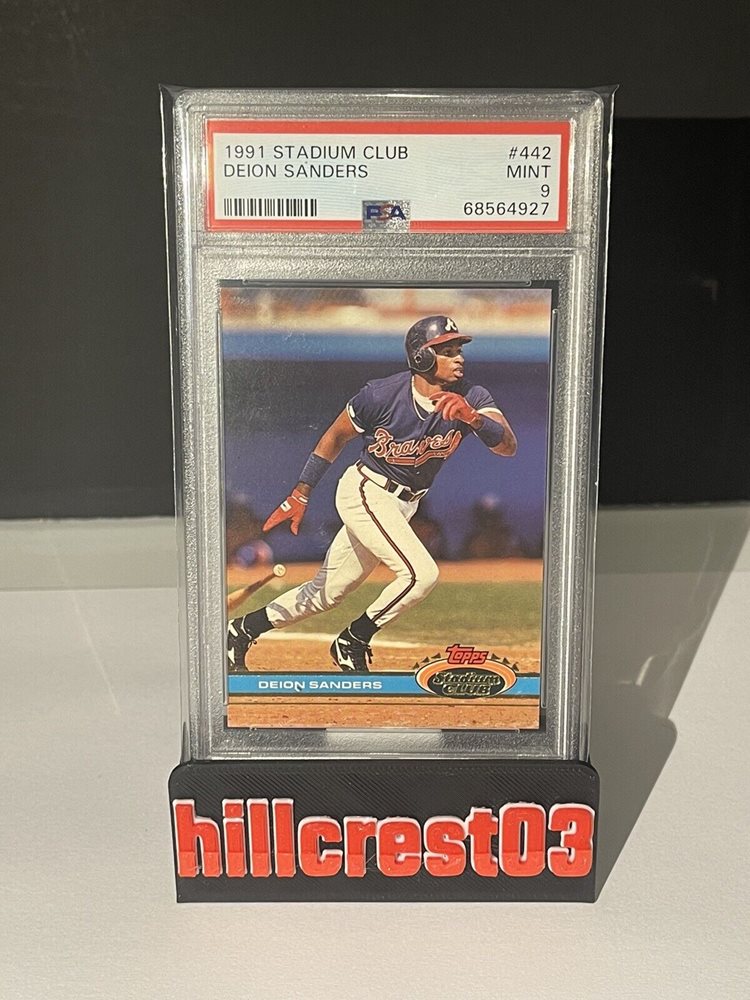 1991 STADIUM CLUB #442
DEION SANDERS MINT
9
PSA 68564927
A
Braves
Topps
Stadium
CLUB
DEION SANDERS
hillcrest03